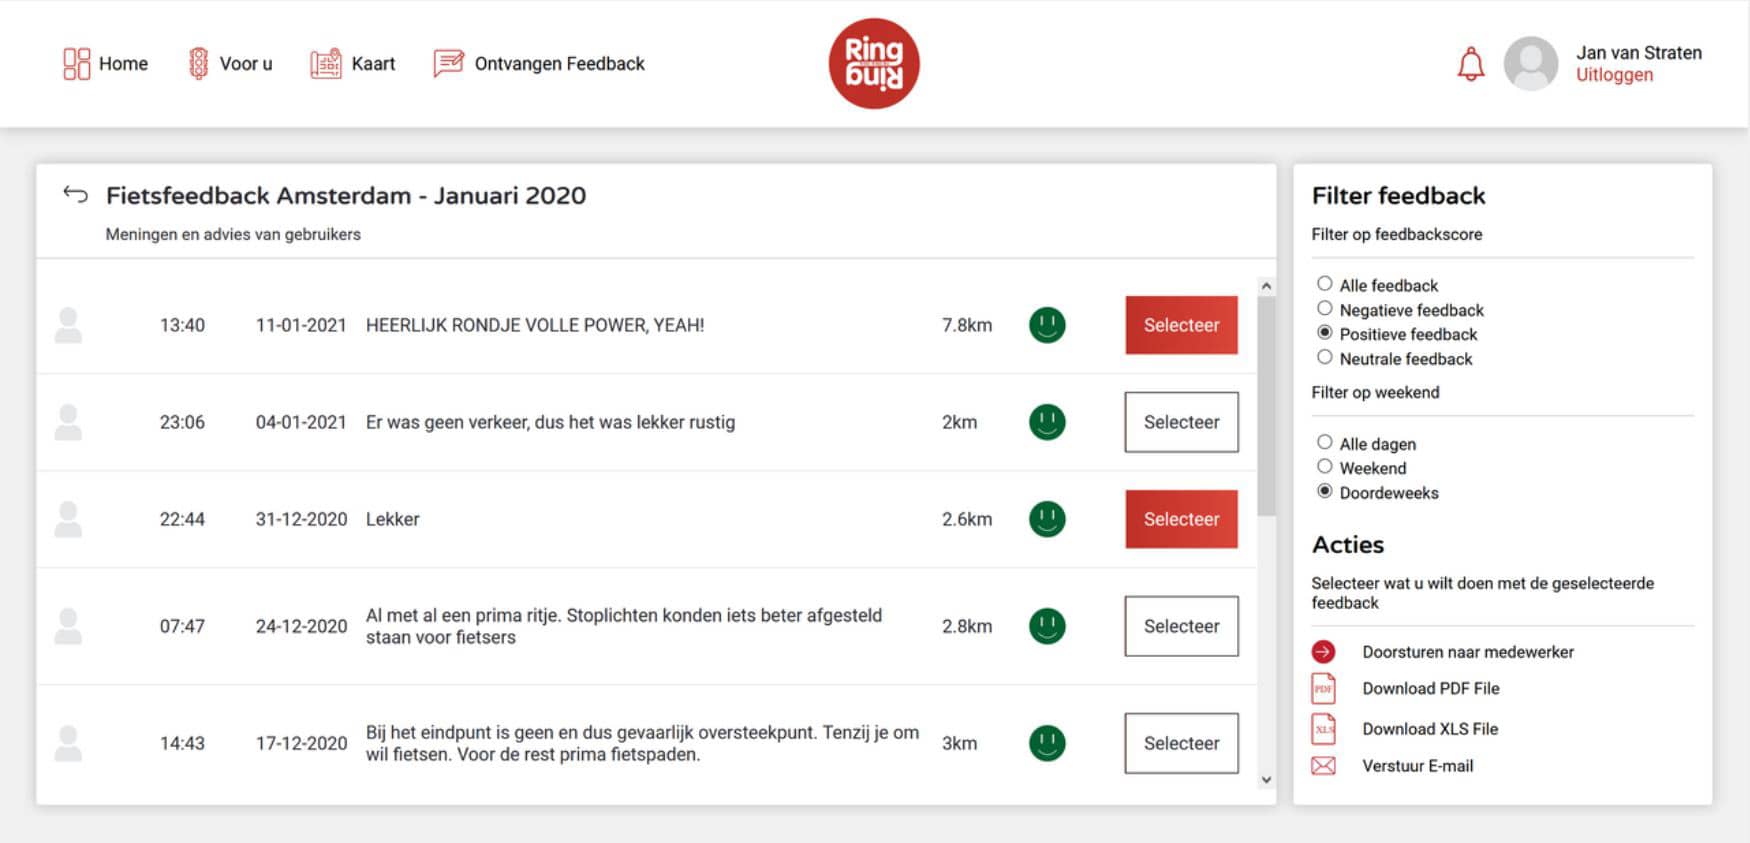 Home
Voor u
Kaart
Ontvangen Feedback
Ring
Ring
Jan van Straten
Uitloggen
Fietsfeedback Amsterdam - Januari 2020
Meningen en advies van gebruikers
13:40 11-01-2021 HEERLIJK RONDJE VOLLE POWER, YEAH! 7.8km Selecteer
23:06 04-01-2021 Er was geen verkeer, dus het was lekker rustig 2km Selecteer
22:44 31-12-2020 Lekker 2.6km Selecteer
07:47 24-12-2020 Al met al een prima ritje. Stoplichten konden iets beter afgesteld
staan voor fietsers 2.8km Selecteer
14:43 17-12-2020 Bij het eindpunt is geen en dus gevaarlijk oversteekpunt. Tenzij je om
wil fietsen. Voor de rest prima fietspaden. 3km Selecteer
Filter feedback
Filter op feedbackscore
Alle feedback
Negatieve feedback
Positieve feedback
Neutrale feedback
Filter op weekend
Alle dagen
Weekend
Doordeweeks
Acties
Selecteer wat u wilt doen met de geselecteerde
feedback
Doorsturen naar medewerker
PDF Download PDF File
XLS Download XLS File
Verstuur E-mail